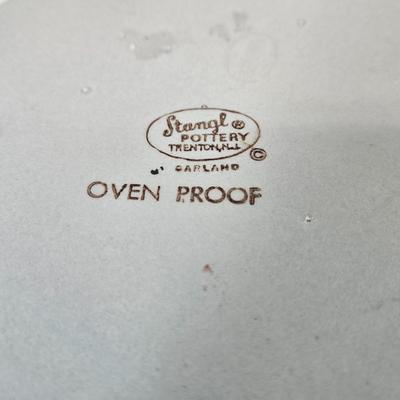 Stangl ®
POTTERY
TRENTON, N.J.
©
GARLAND
OVEN PROOF